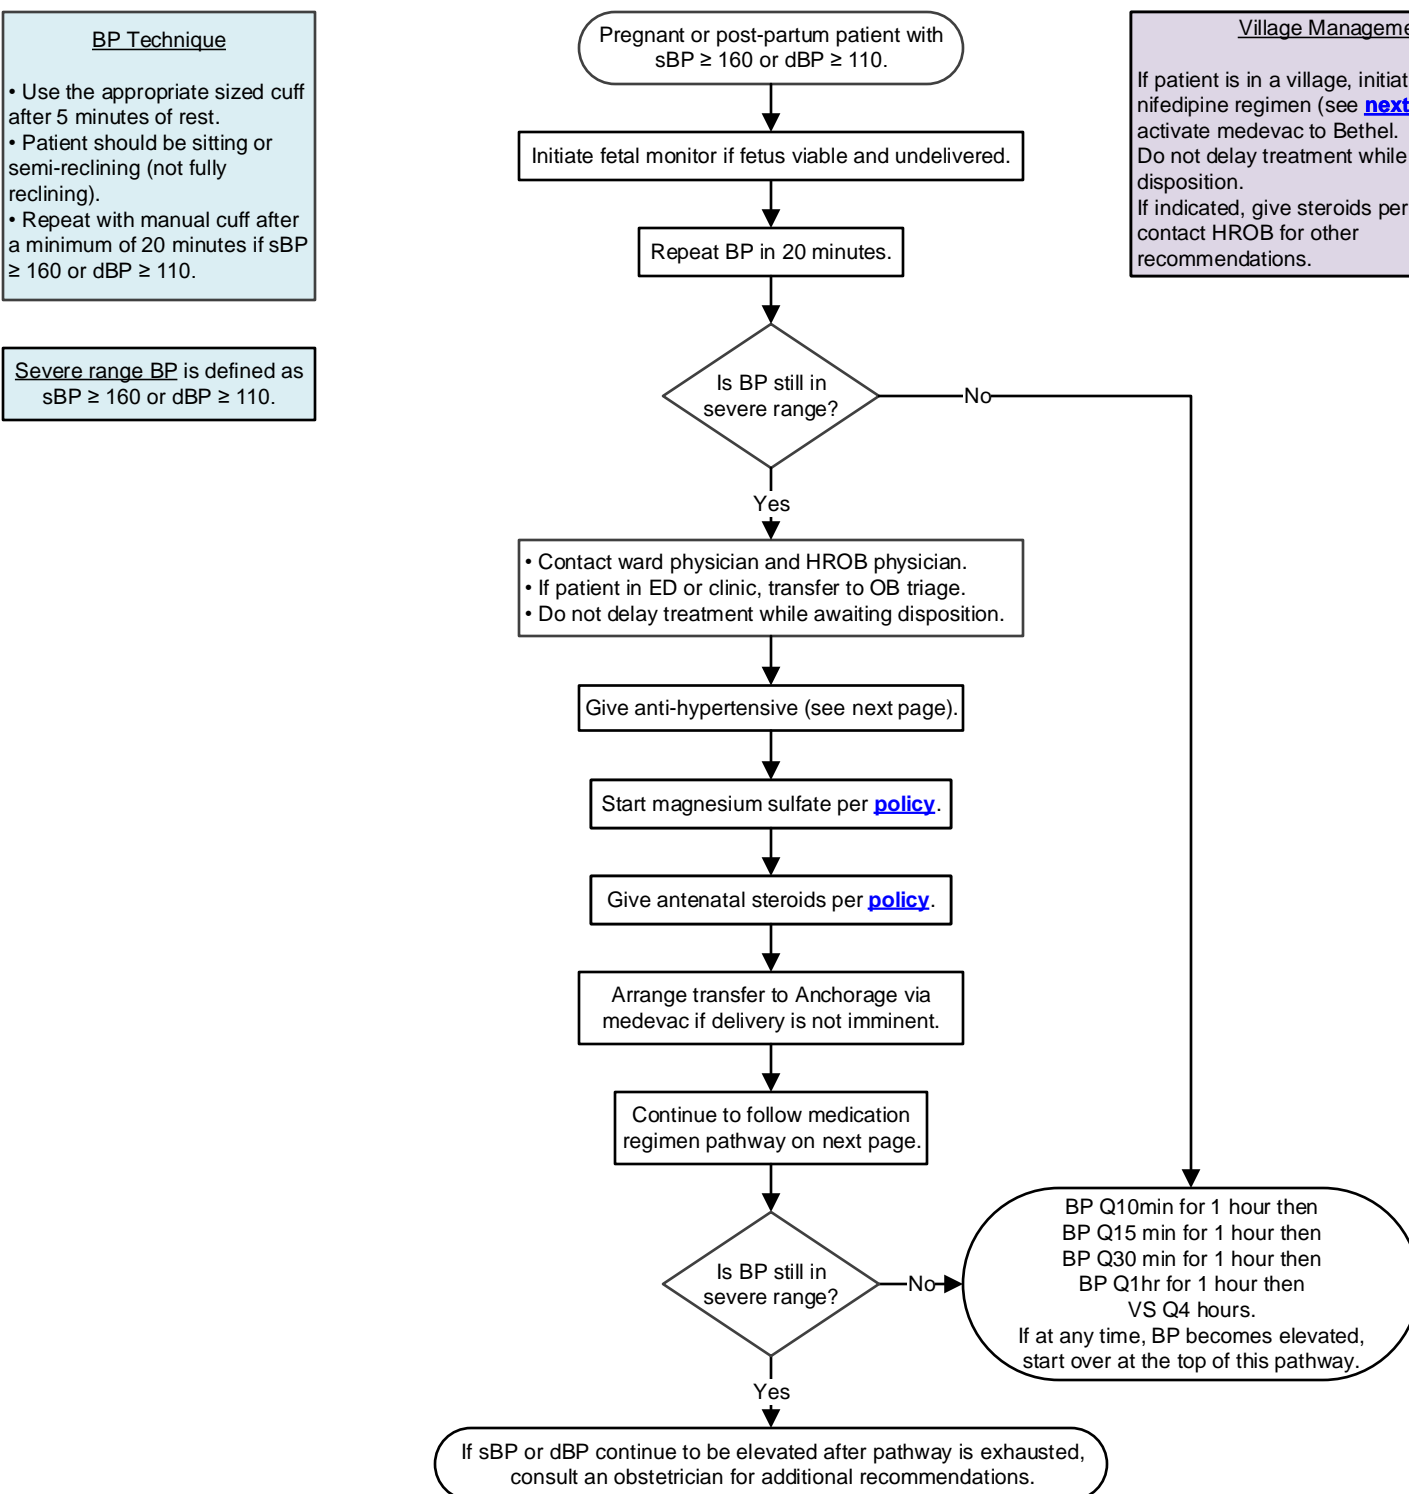 BP Technique
• Use the appropriate sized cuff
after 5 minutes of rest.
• Patient should be sitting or
semi-reclining (not fully
reclining).
• Repeat with manual cuff after
a minimum of 20 minutes if sBP
≥ 160 or dBP ≥ 110.
Severe range BP is defined as
sBP ≥ 160 or dBP ≥ 110.
Pregnant or post-partum patient with
sBP ≥ 160 or dBP ≥ 110.
Initiate fetal monitor if fetus viable and undelivered.
Repeat BP in 20 minutes.
Is BP still in
severe range?
No
Yes
• Contact ward physician and HROB physician.
• If patient in ED or clinic, transfer to OB triage.
• Do not delay treatment while awaiting disposition.
Give anti-hypertensive (see next page).
Start magnesium sulfate per policy.
Give antenatal steroids per policy.
Arrange transfer to Anchorage via
medevac if delivery is not imminent.
Continue to follow medication
regimen pathway on next page.
Is BP still in
severe range?
No
Yes
If sBP or dBP continue to be elevated after pathway is exhausted,
consult an obstetrician for additional recommendations.
BP Q10min for 1 hour then
BP Q15 min for 1 hour then
BP Q30 min for 1 hour then
BP Q1hr for 1 hour then
VS Q4 hours.
If at any time, BP becomes elevated,
start over at the top of this pathway.
Village
If patient is in a village,
nifedipine regimen (see next
activate medevac to Bethel.
Do not delay treatment while
disposition.
If indicated, give steroids per
contact HROB for other
recommendations.